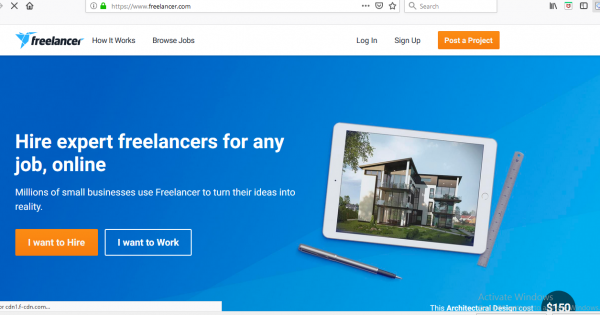 https://www.freelancer.com
Search
freelancer
How It Works
Browse Jobs
Log In
Sign Up
Post a Project
Hire expert freelancers for any
job, online
Millions of small businesses use Freelancer to turn their ideas into
reality.
I want to Hire
I want to Work
Activate Windows
or cdn1.f-cdn.com...
This Architectural Design cost
$150